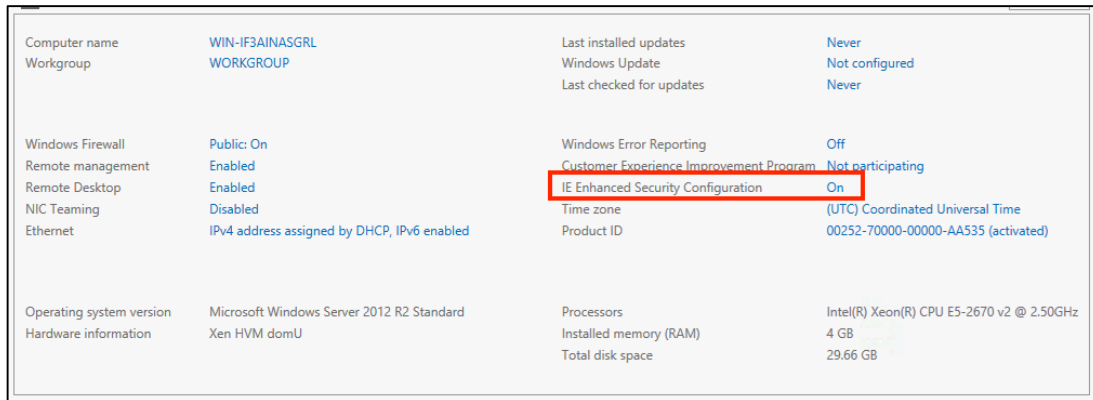 Computer name WIN-IF3AINASGRL Last installed updates Never
Workgroup WORKGROUP Windows Update Not configured
Last checked for updates Never
Windows Firewall Public: On Windows Error Reporting Off
Remote management Enabled Customer Experience Improvement Program Not participating
Remote Desktop Enabled IE Enhanced Security Configuration On
NIC Teaming Disabled Time zone (UTC) Coordinated Universal Time
Ethernet IPv4 address assigned by DHCP, IPv6 enabled Product ID 00252-70000-00000-AA535 (activated)
Operating system version Microsoft Windows Server 2012 R2 Standard Processors Intel(R) Xeon(R) CPU E5-2670 v2 @ 2.50GHz
Hardware information Xen HVM domU Installed memory (RAM) 4 GB
Total disk space 29.66 GB